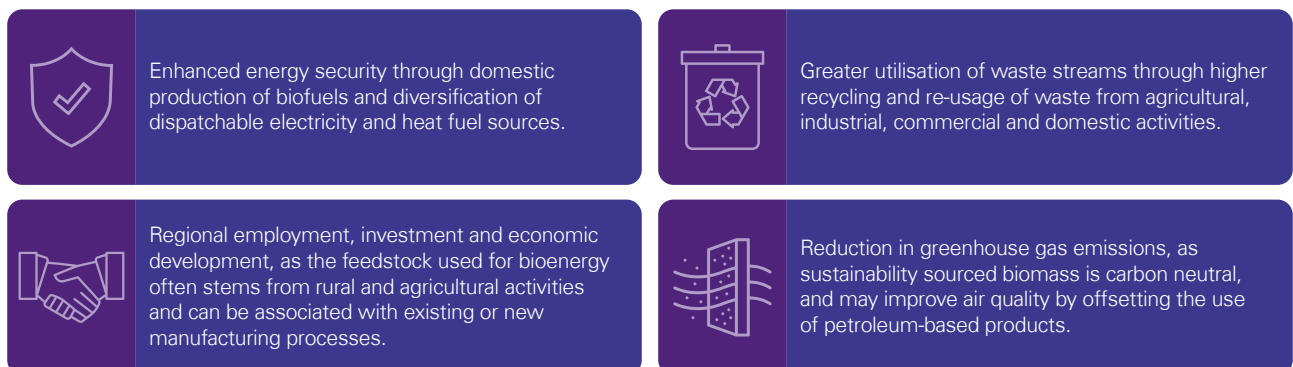 Enhanced energy security through domestic
production of biofuels and diversification of
dispatchable electricity and heat fuel sources.
Greater utilisation of waste streams through higher
recycling and re-usage of waste from agricultural,
industrial, commercial and domestic activities.
Regional employment, investment and economic
development, as the feedstock used for bioenergy
often stems from rural and agricultural activities
and can be associated with existing or new
manufacturing processes.
Reduction in greenhouse gas emissions, as
sustainability sourced biomass is carbon neutral,
and may improve air quality by offsetting the use
of petroleum-based products.